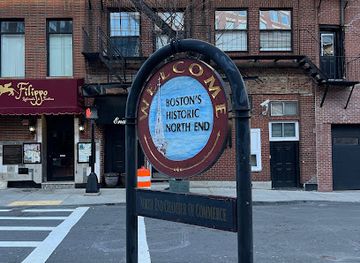 Filippo
WELCOME
BOSTON'S
HISTORIC
NORTH END
NORTH END CHAMBER OF COMMERCE